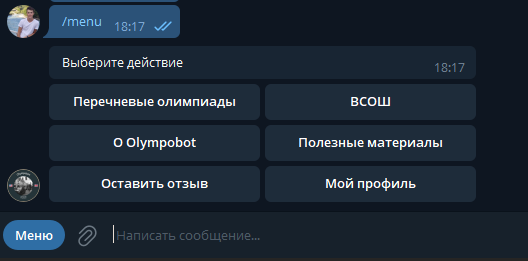 /menu
18:17
Выберите действие
18:17
Перечневые олимпиады
ВСОШ
О Olympobot
Полезные материалы
Оставить отзыв
Мой профиль
Меню
Написать сообщение...